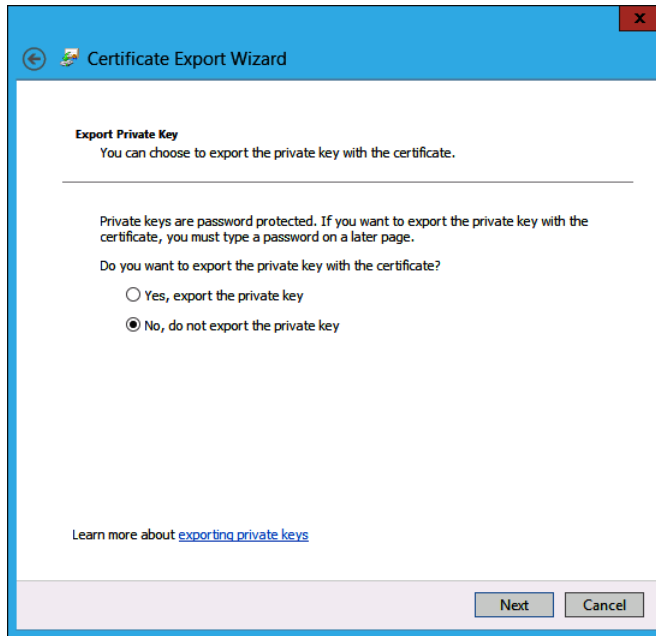 x
Certificate Export Wizard
Export Private Key
You can choose to export the private key with the certificate.
Private keys are password protected. If you want to export the private key with the
certificate, you must type a password on a later page.
Do you want to export the private key with the certificate?
Yes, export the private key
No, do not export the private key
Learn more about exporting private keys
Next Cancel